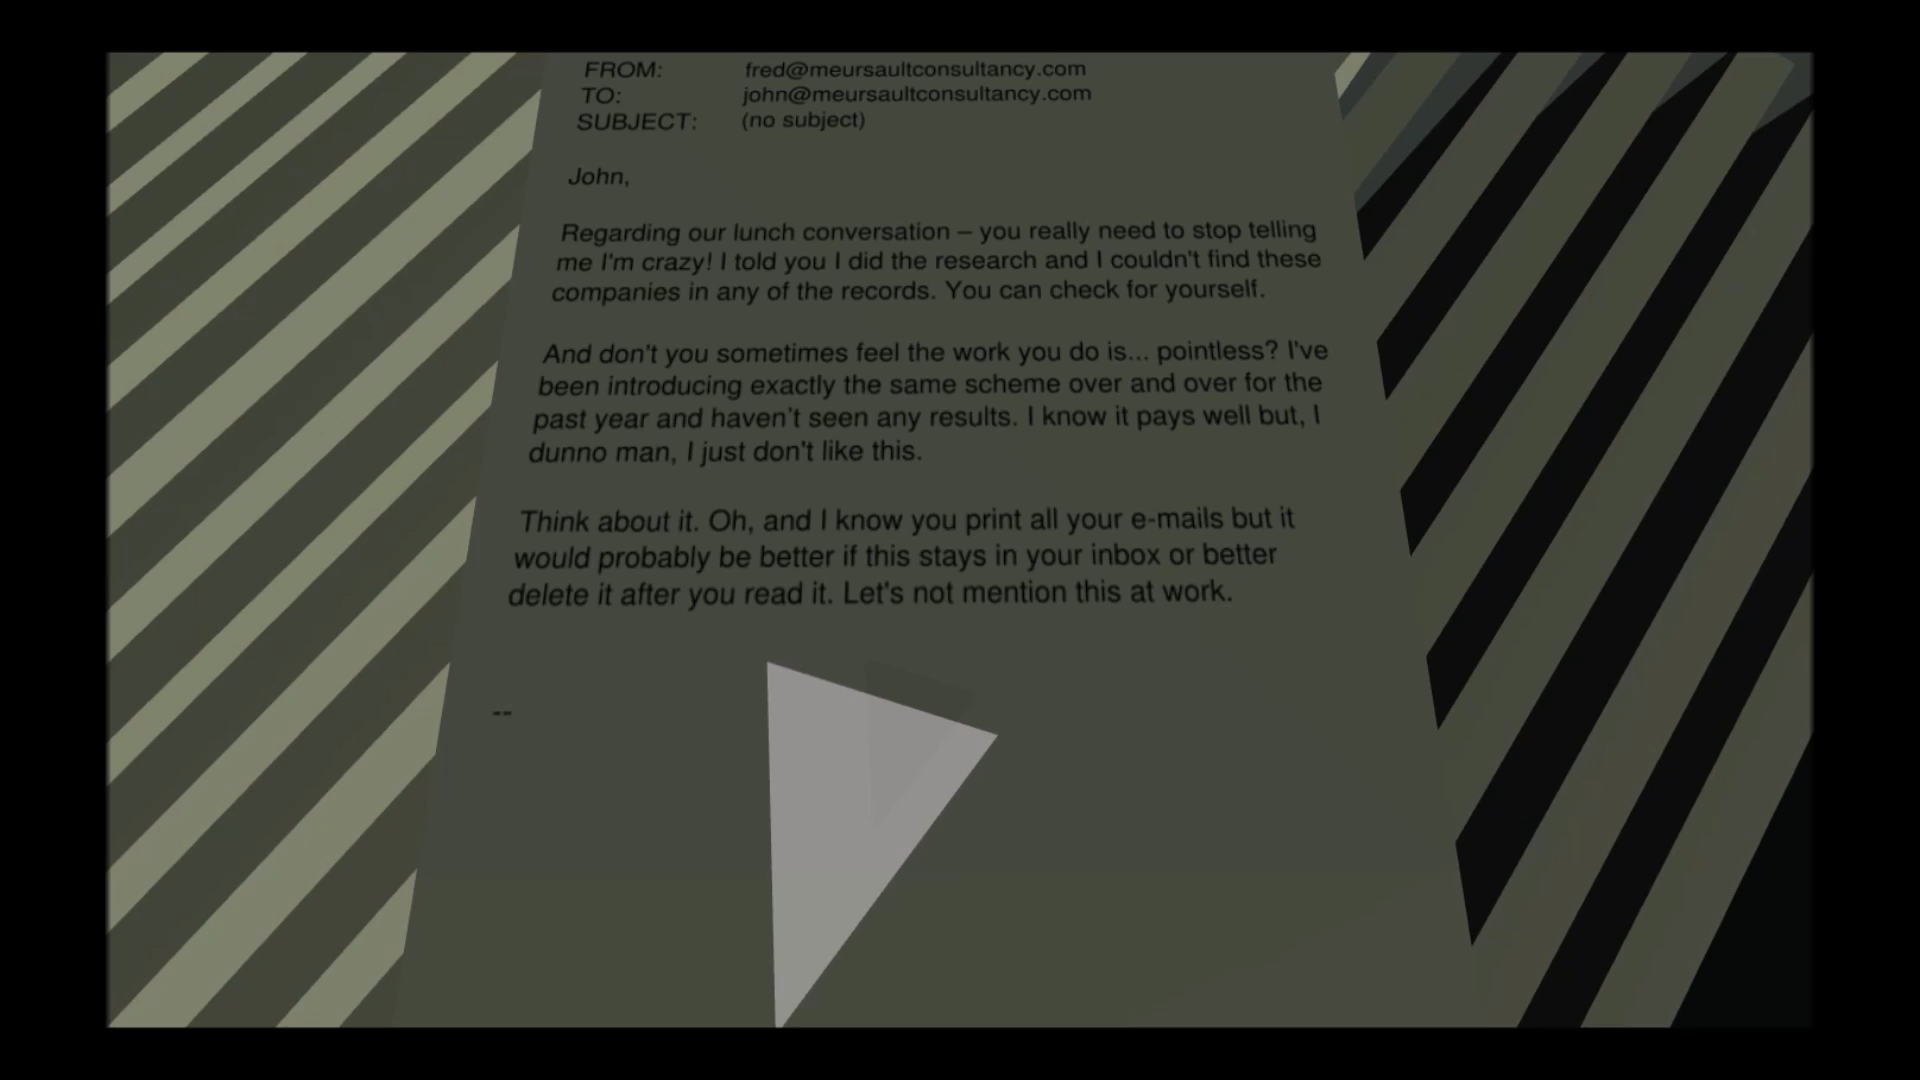 FROM: fred@meursaultconsultancy.com
TO: john@meursaultconsultancy.com
SUBJECT: (no subject)
John,
Regarding our lunch conversation – you really need to stop telling
me I'm crazy! I told you I did the research and I couldn't find these
companies in any of the records. You can check for yourself.
And don't you sometimes feel the work you do is... pointless? I've
been introducing exactly the same scheme over and over for the
past year and haven't seen any results. I know it pays well but, I
dunno man, I just don't like this.
Think about it. Oh, and I know you print all your e-mails but it
would probably be better if this stays in your inbox or better
delete it after you read it. Let's not mention this at work.
--